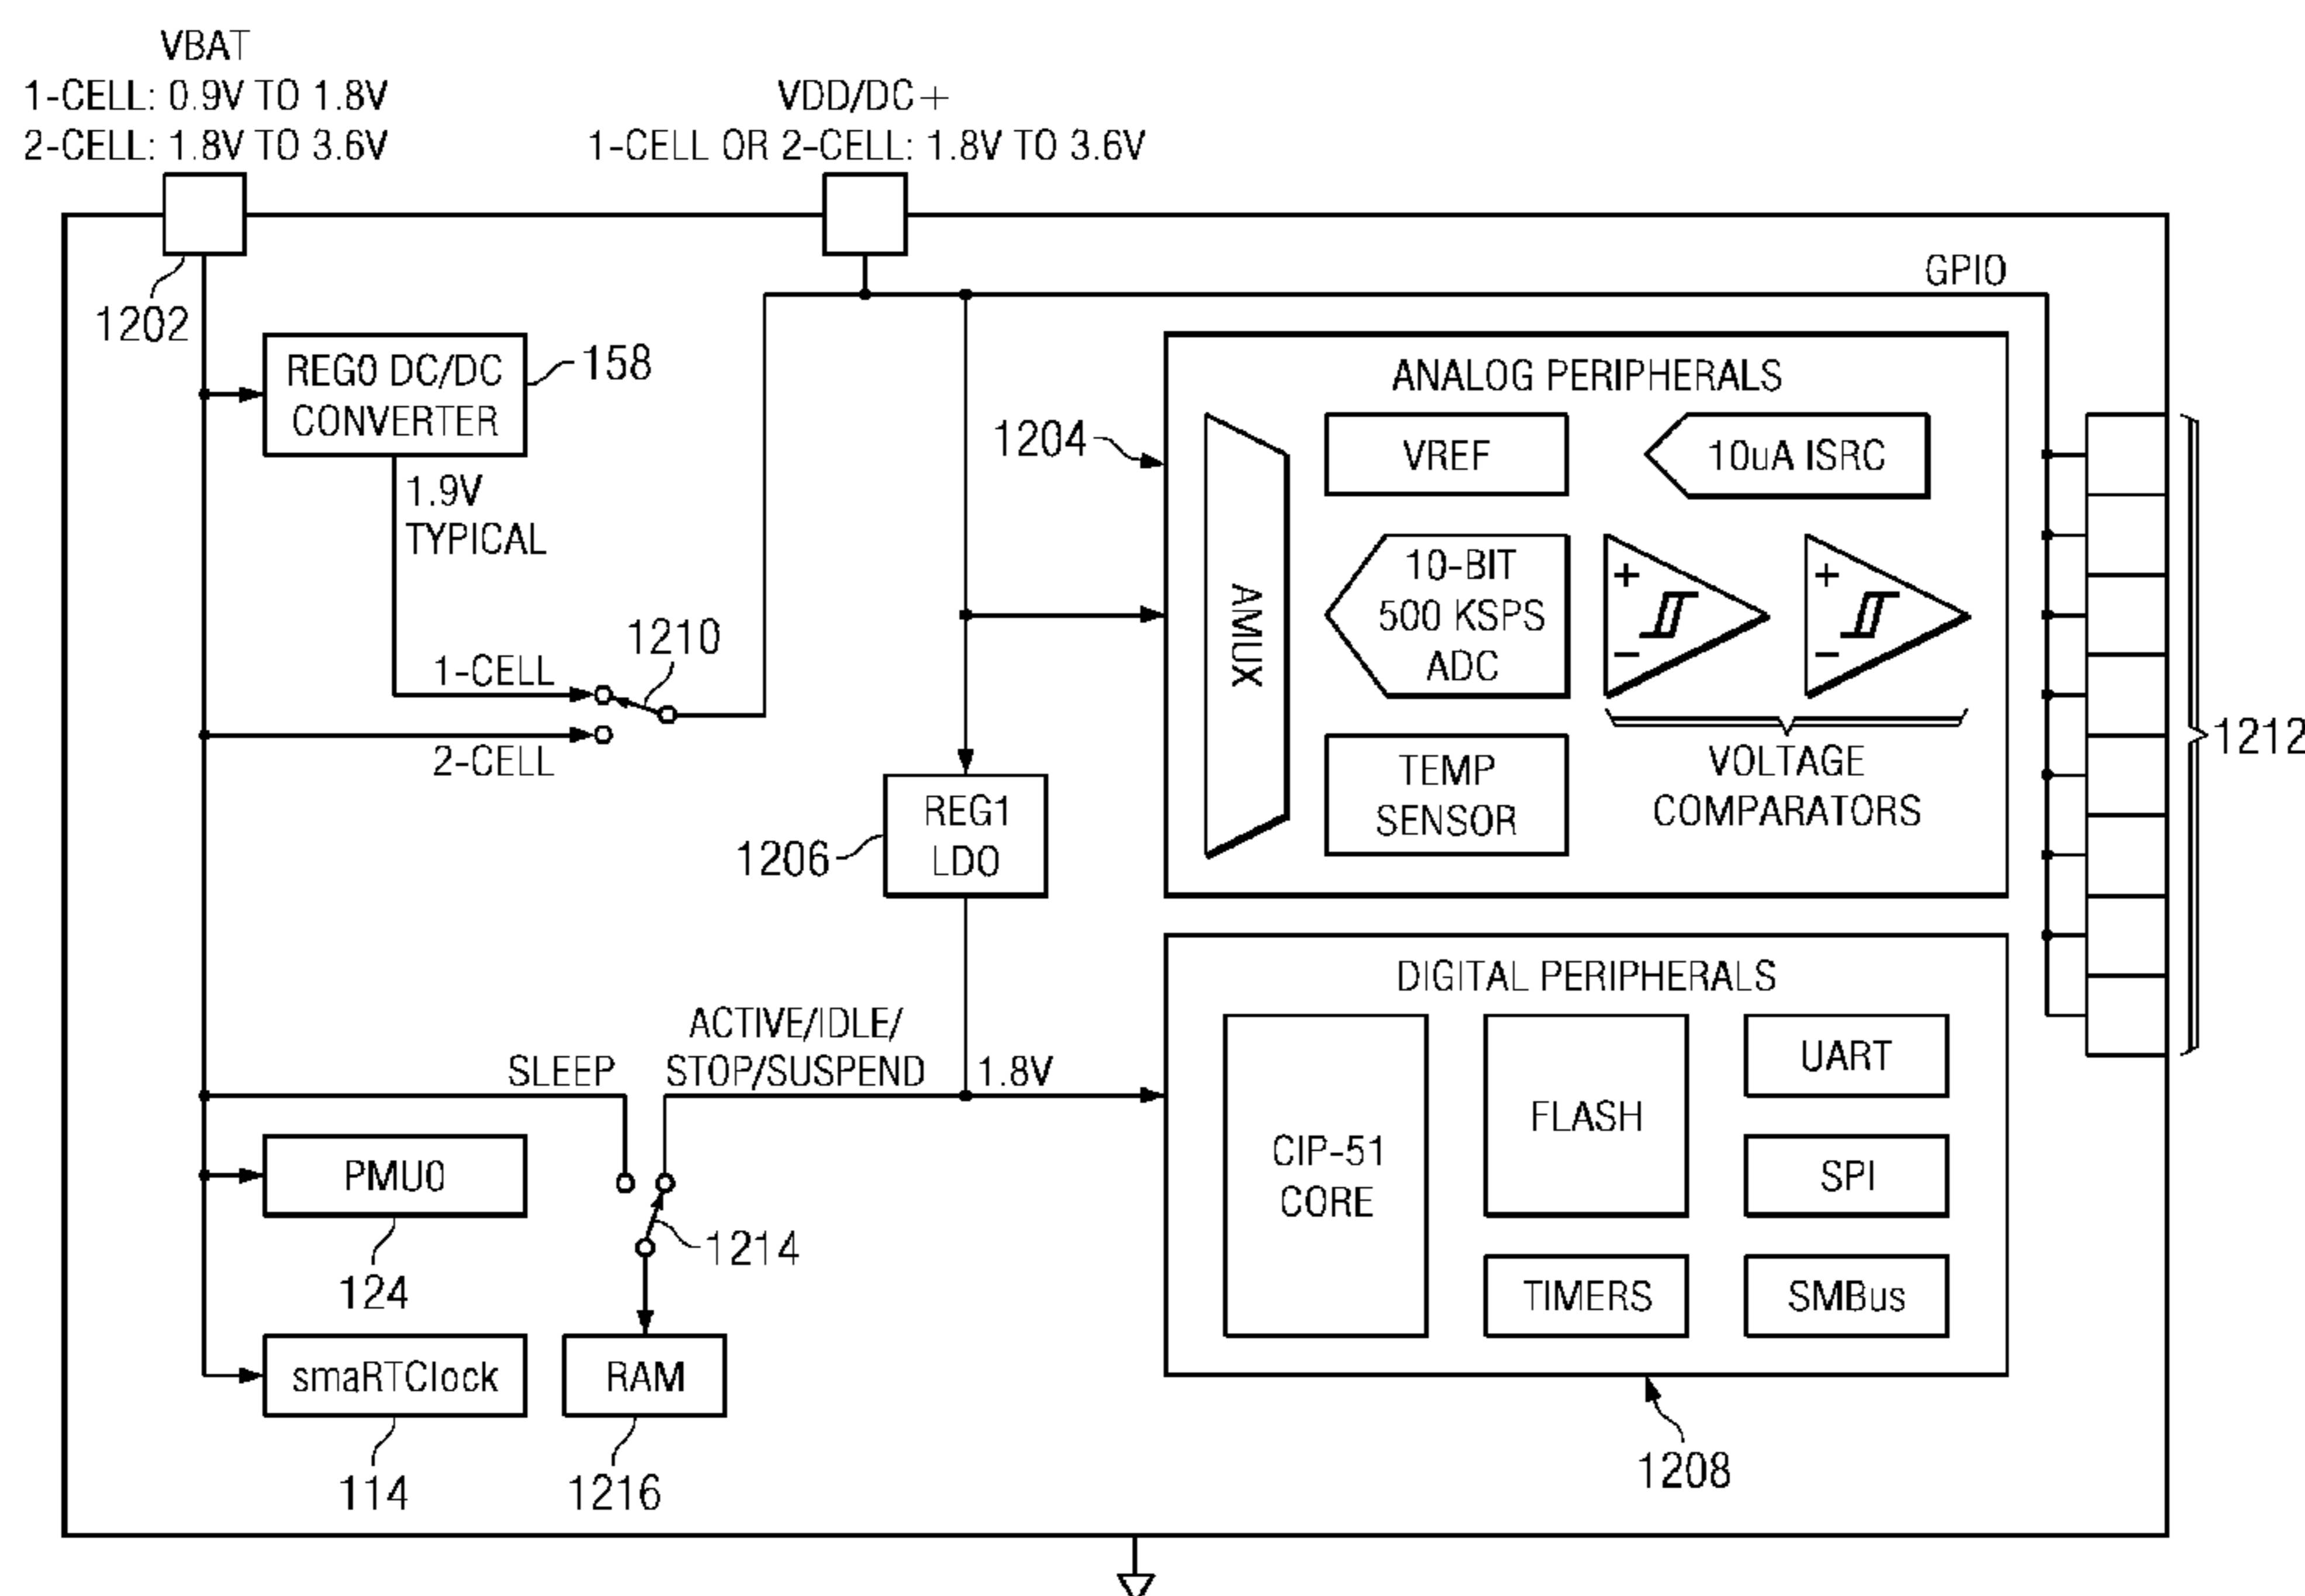 VBAT
1-CELL: 0.9V TO 1.8V
2-CELL: 1.8V TO 3.6V
VDD/DC+
1-CELL OR 2-CELL: 1.8V TO 3.6V
1202
GPIO
REG0 DC/DC
CONVERTER
158
1.9V
TYPICAL
1-CELL
2-CELL
1210
ANALOG PERIPHERALS
1204
AMUX
VREF
10uA ISRC
10-BIT
500 KSPS
ADC
+
−
+
−
TEMP
SENSOR
VOLTAGE
COMPARATORS
1212
REG1
LDO
1206
DIGITAL PERIPHERALS
SLEEP
ACTIVE/IDLE/
STOP/SUSPEND
1.8V
CIP-51
CORE
FLASH
UART
SPI
TIMERS
SMBus
PMU0
124
1214
smaRTClock
114
RAM
1216
1208